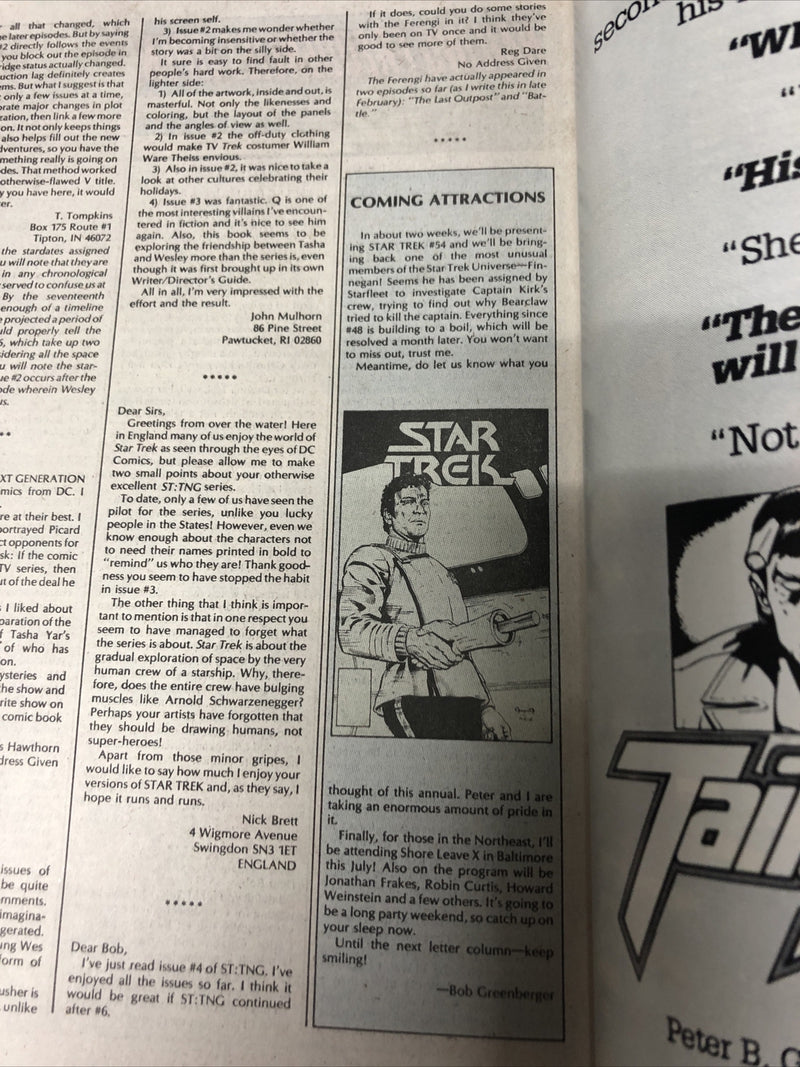 all that changed, which
later episodes. But by saying
#2 directly follows the events
you block out the episode in
bridge status actually changed.
lag definitely creates
But what I suggest is that
only a few issues at a time,
major changes in plot
then link a few more
on. It not only keeps things
also helps fill out the new
so you have the
something really is going on
That method worked
otherwise-flawed V title.
you have here, it would
T. Tompkins
Box 175 Route #1
Tipton, IN 46072
the stardates assigned
you will note that they are
in any chronological
served to confuse us at
By the seventeenth
enough of a timeline
projected a period of
properly tell the
which take up two
considering all the space
you will note the star-
issue #2 occurs after the
wherein Wesley
NEXT GENERATION
comics from DC. I
are at their best. I
portrayed Picard
opponents for
ask: If the comic
TV series, then
out of the deal he
I liked about
of the
Tasha Yar's
of who has
mysteries and
the show and
show on
comic book
Hawthorn
Address Given
issues of
be quite
comments.
imagina-
Wes
form of
is
unlike
his screen self.
3) Issue #2 makes me wonder whether
I'm becoming insensitive or whether the
story was a bit on the silly side.
It sure is easy to find fault in other
people's hard work. Therefore, on the
lighter side:
1) All of the artwork, inside and out, is
masterful. Not only the likenesses and
coloring, but the layout of the panels
and the angles of view as well.
2) In issue #2 the off-duty clothing
would make TV Trek costumer William
Ware Theiss envious.
3) Also in issue #2, it was nice to take a
look at other cultures celebrating their
holidays.
4) Issue #3 was fantastic. Q is one of
the most interesting villains I've encoun-
tered in fiction and it's nice to see him
again. Also, this book seems to be
exploring the friendship between Tasha
and Wesley more than the series is, even
though it was first brought up in its own
Writer/Director's Guide.
All in all, I'm very impressed with the
effort and the result.
John Mulhorn
86 Pine Street
Pawtucket, RI 02860
•••••
Dear Sirs,
Greetings from over the water! Here
in England many of us enjoy the world of
Star Trek as seen through the eyes of DC
Comics, but please allow me to make
two small points about your otherwise
excellent ST:TNG series.
To date, only a few of us have seen the
pilot for the series, unlike you lucky
people in the States! However, even we
know enough about the characters not
to need their names printed in bold to
"remind" us who they are! Thank good-
ness you seem to have stopped the habit
in issue #3.
The other thing that I think is impor-
tant to mention is that in one respect you
seem to have managed to forget what
the series is about. Star Trek is about the
gradual exploration of space by the very
human crew of a starship. Why, there-
fore, does the entire crew have bulging
muscles like Arnold Schwarzenegger?
Perhaps your artists have forgotten that
they should be drawing humans, not
super-heroes!
Apart from those minor gripes, I
would like to say how much I enjoy your
versions of STAR TREK and, as they say, I
hope it runs and runs.
Nick Brett
4 Wigmore Avenue
Swingdon SN3 1ET
ENGLAND
•••••
Dear Bob,
I've just read issue #4 of ST:TNG. I've
enjoyed all the issues so far. I think it
would be great if ST:TNG continued
after #6.
If it does, could you do some stories
with the Ferengi in it? I think they've
only been on TV once and it would be
good to see more of them.
Reg Dare
No Address Given
The Ferengi have actually appeared in
two episodes so far (as I write this in late
February): "The Last Outpost" and "Bat-
tle."
•••••
COMING ATTRACTIONS
In about two weeks, we'll be present-
ing STAR TREK #54 and we'll be bring-
ing back one of the most unusual
members of the Star Trek Universe—Fin-
negan! Seems he has been assigned by
Starfleet to investigate Captain Kirk's
crew, trying to find out why Bearclaw
tried to kill the captain. Everything since
#48 is building to a boil, which will be
resolved a month later. You won't want
to miss out, trust me.
Meantime, do let us know what you
STAR
TREK
thought of this annual. Peter and I are
taking an enormous amount of pride in
it.
Finally, for those in the Northeast, I'll
be attending Shore Leave X in Baltimore
this July! Also on the program will be
Jonathan Frakes, Robin Curtis, Howard
Weinstein and a few others. It's going to
be a long party weekend, so catch up on
your sleep now.
Until the next letter column—keep
smiling!
—Bob Greenberger
his
"His
"She
"The
will
"Not
Peter B.